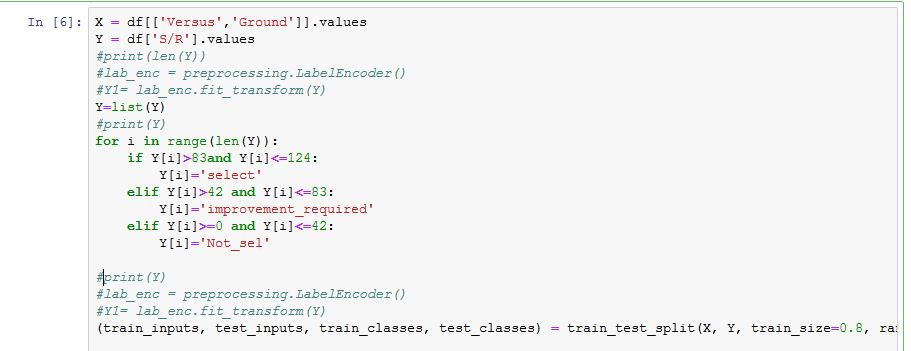 In [6]: X = df[['Versus','Ground']].values
Y = df['S/R'].values
#print(len(Y))
#lab_enc = preprocessing.LabelEncoder()
#Y1= lab_enc.fit_transform(Y)
Y=list(Y)
#print(Y)
for i in range(len(Y)):
    if Y[i]>83and Y[i]<=124:
        Y[i]='select'
    elif Y[i]>42 and Y[i]<=83:
        Y[i]='improvement_required'
    elif Y[i]>=0 and Y[i]<=42:
        Y[i]='Not_sel'
#print(Y)
#lab_enc = preprocessing.LabelEncoder()
#Y1= lab_enc.fit_transform(Y)
(train_inputs, test_inputs, train_classes, test_classes) = train_test_split(X, Y, train_size=0.8,